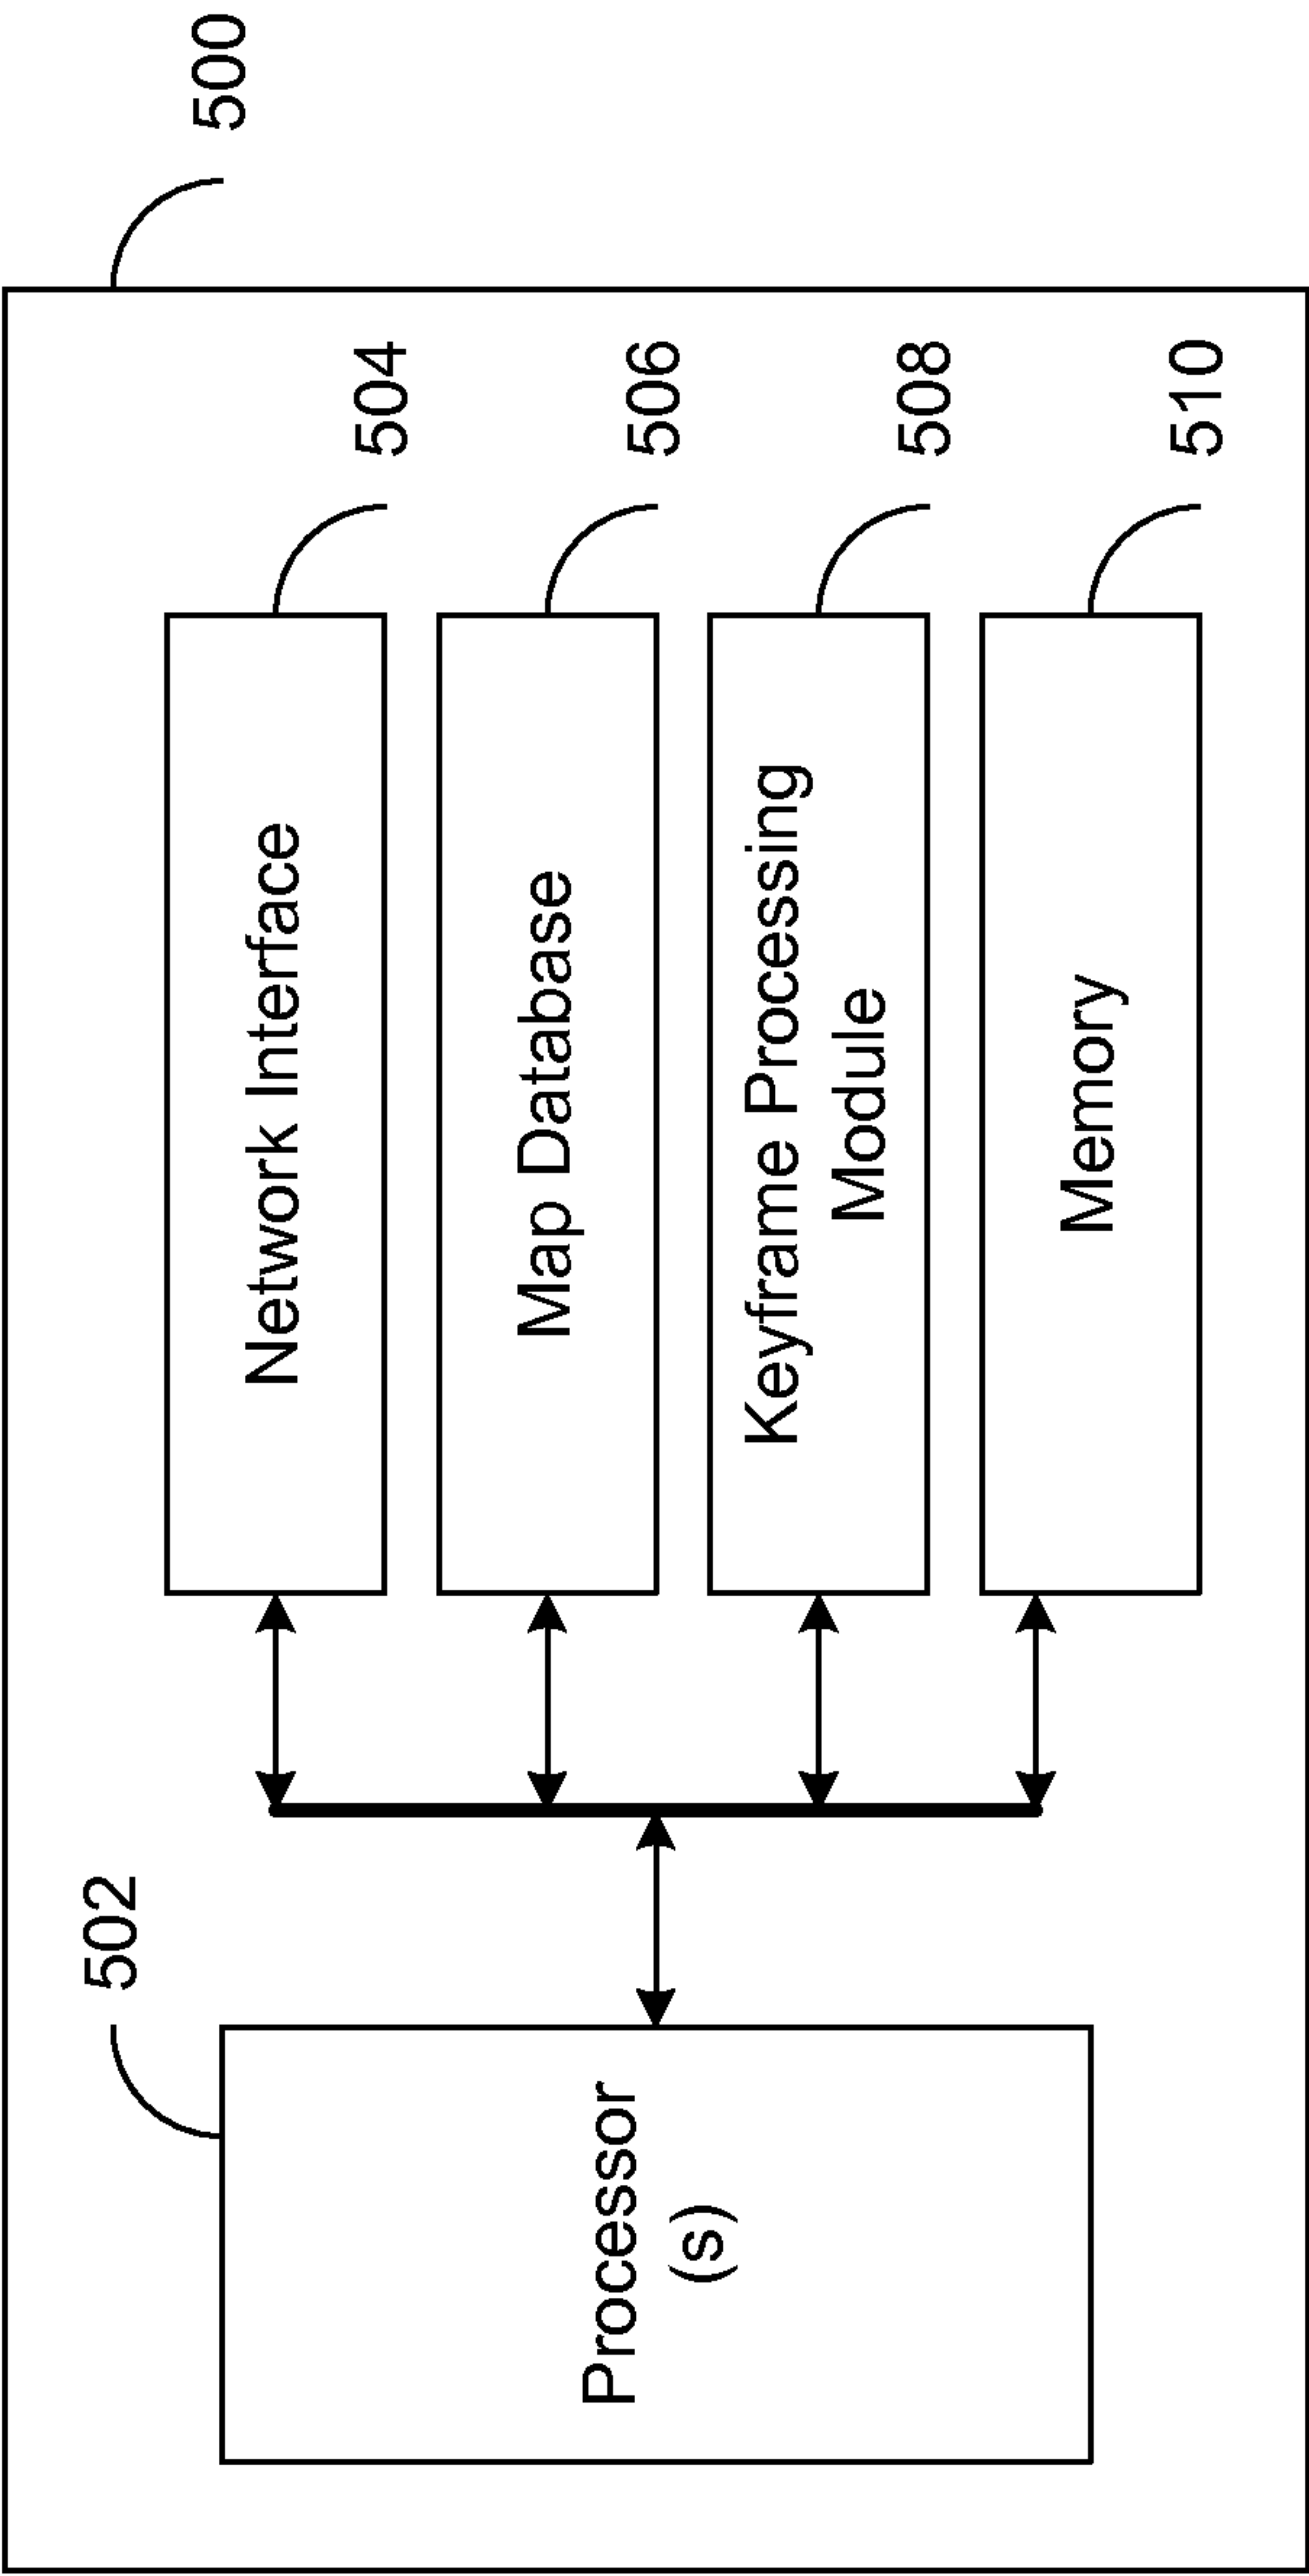 500
502
Processor
(s)
Network Interface
504
Map Database
506
Keyframe Processing
Module
508
Memory
510